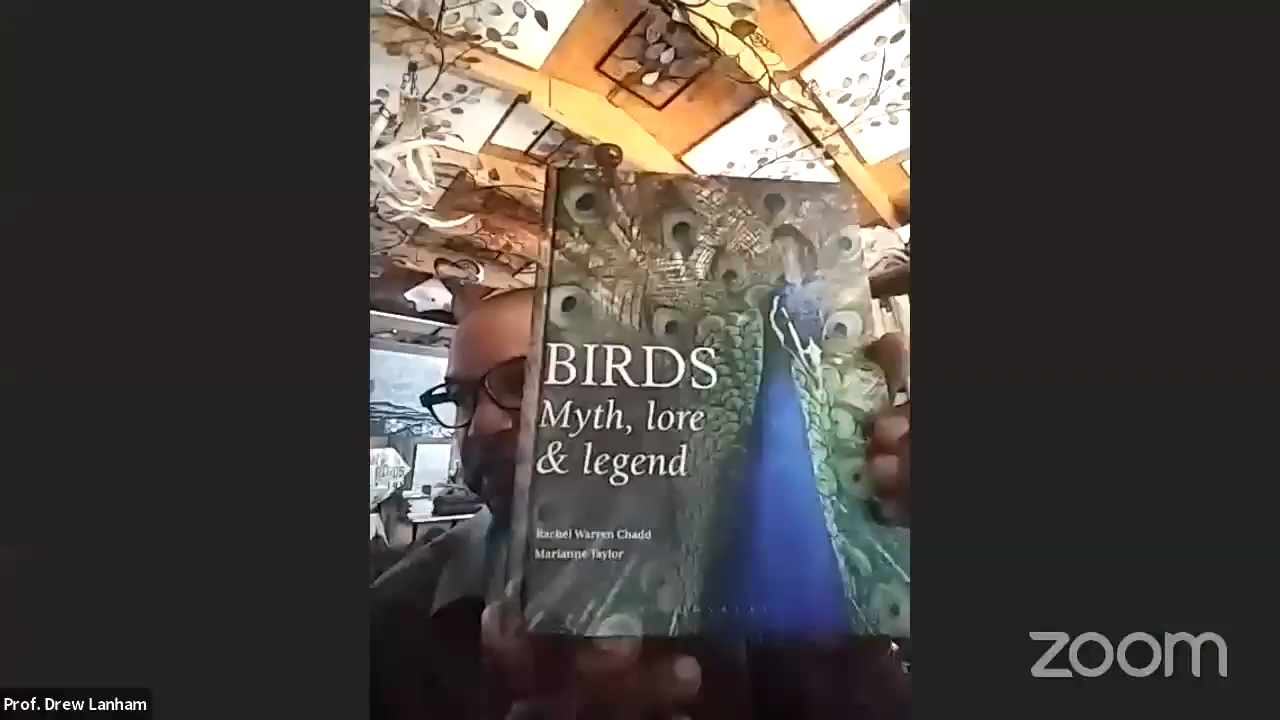 BIRDS
Myth, lore
& legend
Rachel Warren Chadd
Marianne Taylor
zoom
Prof. Drew Lanham